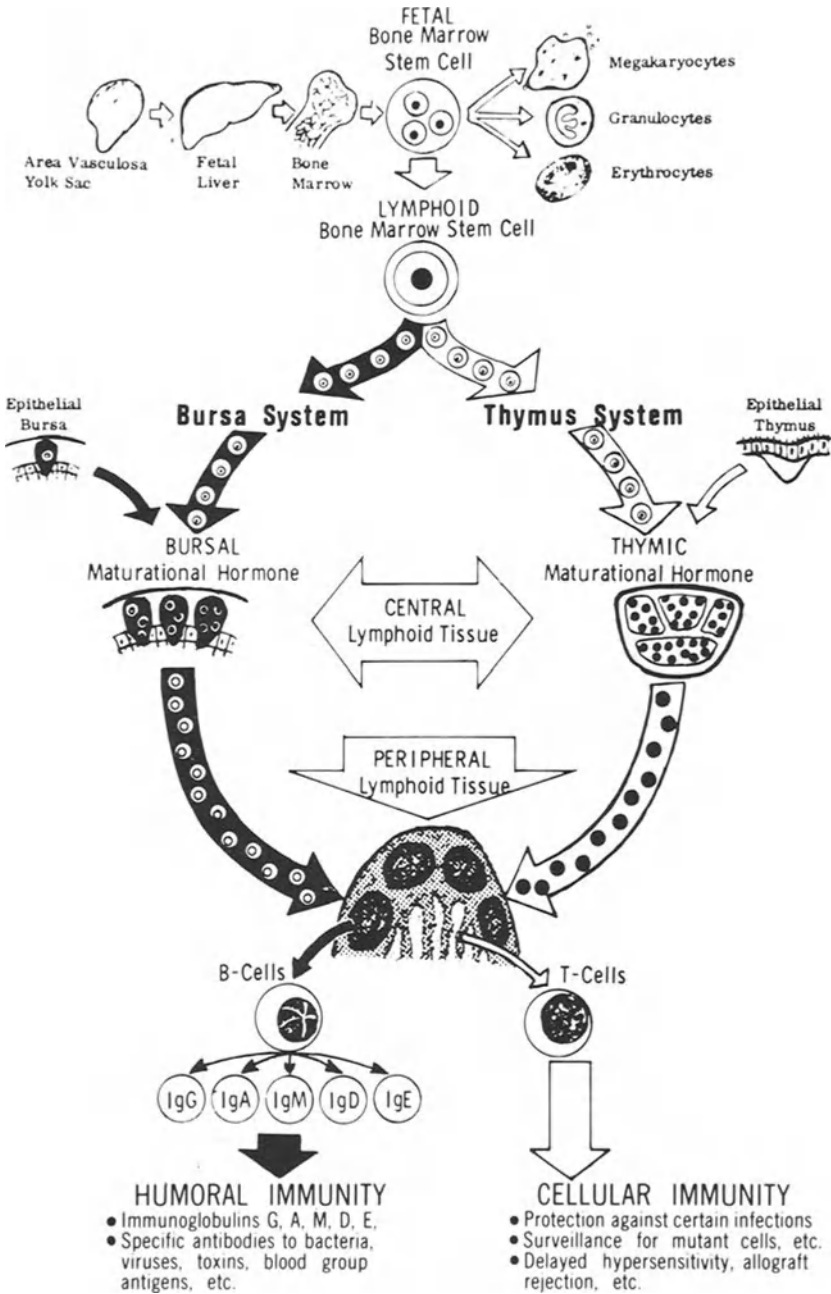 FETAL
Bone Marrow
Stem Cell
Megakaryocytes
Granulocytes
Erythrocytes
Area Vasculosa
Yolk Sac
Fetal
Liver
Bone
Marrow
LYMPHOID
Bone Marrow Stem Cell
Epithelial
Bursa
Bursa System
Thymus System
Epithelial
Thymus
BURSAL
Maturational Hormone
THYMIC
Maturational Hormone
CENTRAL
Lymphoid Tissue
PERIPHERAL
Lymphoid Tissue
B-Cells
T-Cells
IgG
IgA
IgM
IgD
IgE
HUMORAL IMMUNITY
● Immunoglobulins G, A, M, D, E,
● Specific antibodies to bacteria,
viruses, toxins, blood group
antigens, etc.
CELLULAR IMMUNITY
● Protection against certain infections
● Surveillance for mutant cells, etc.
● Delayed hypersensitivity, allograft
rejection, etc.